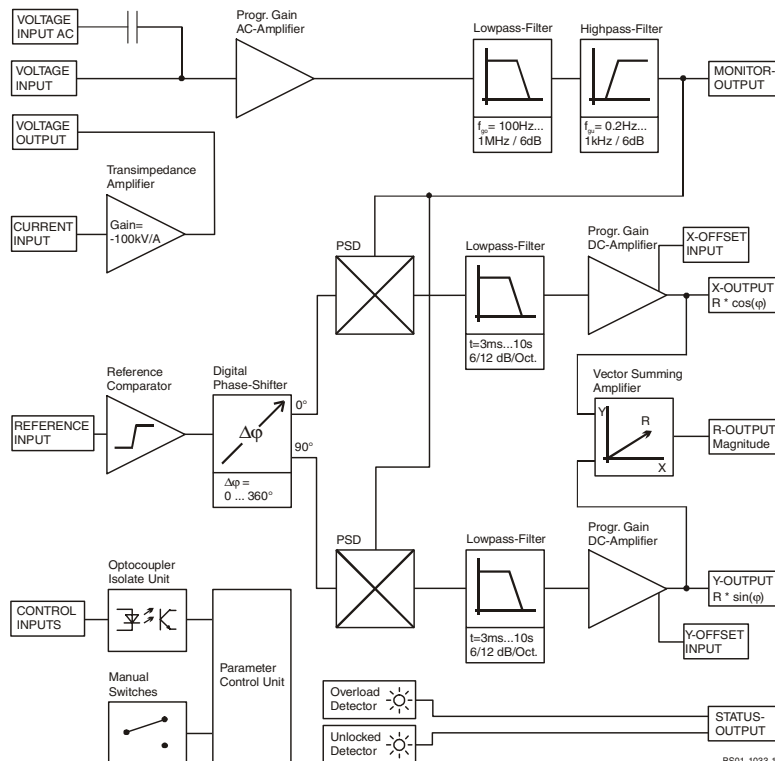 VOLTAGE
INPUT AC
Progr. Gain
AC-Amplifier
Lowpass-Filter
Highpass-Filter
VOLTAGE
INPUT
MONITOR-
OUTPUT
VOLTAGE
OUTPUT
fgo= 100Hz...
1MHz / 6dB
fgu= 0.2Hz...
1kHz / 6dB
Transimpedance
Amplifier
CURRENT
INPUT
Gain=
-100kV/A
PSD
Lowpass-Filter
Progr. Gain
DC-Amplifier
X-OFFSET
INPUT
X-OUTPUT
R * cos(φ)
t=3ms...10s
6/12 dB/Oct.
Reference
Comparator
Digital
Phase-Shifter
Vector Summing
Amplifier
REFERENCE
INPUT
Δφ
0°
90°
Δφ =
0 ... 360°
Y
R
X
R-OUTPUT
Magnitude
PSD
Lowpass-Filter
Progr. Gain
DC-Amplifier
Y-OUTPUT
R * sin(φ)
t=3ms...10s
6/12 dB/Oct.
Y-OFFSET
INPUT
Optocoupler
Isolate Unit
CONTROL
INPUTS
Manual
Switches
Parameter
Control Unit
Overload
Detector
Unlocked
Detector
STATUS-
OUTPUT
BS01-1033-1